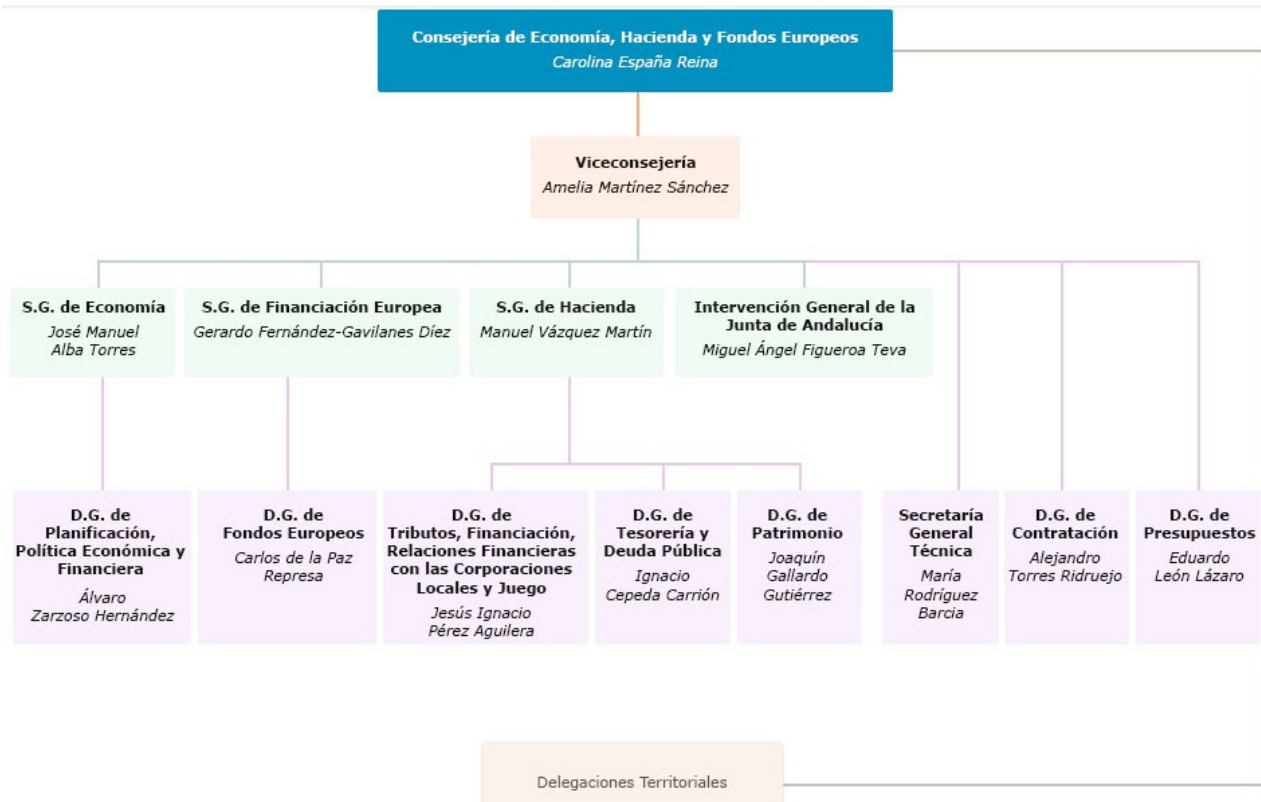 Consejería de Economía, Hacienda y Fondos Europeos
Carolina España Reina
Viceconsejería
Amelia Martínez Sánchez
S.G. de Economía
José Manuel
Alba Torres
S.G. de Financiación Europea
Gerardo Fernández-Gavilanes Díez
S.G. de Hacienda
Manuel Vázquez Martín
Intervención General de la
Junta de Andalucía
Miguel Ángel Figueroa Teva
D.G. de
Planificación,
Política Económica y
Financiera
Álvaro
Zarzoso Hernández
D.G. de
Fondos Europeos
Carlos de la Paz
Represa
D.G. de
Tributos, Financiación,
Relaciones Financieras
con las Corporaciones
Locales y Juego
Jesús Ignacio
Pérez Aguilera
D.G. de
Tesorería y
Deuda Pública
Ignacio
Cepeda Carrión
D.G. de
Patrimonio
Joaquín
Gallardo
Gutiérrez
Secretaría
General
Técnica
María
Rodríguez
Barcia
D.G. de
Contratación
Alejandro
Torres Ridruejo
D.G. de
Presupuestos
Eduardo
León Lázaro
Delegaciones Territoriales